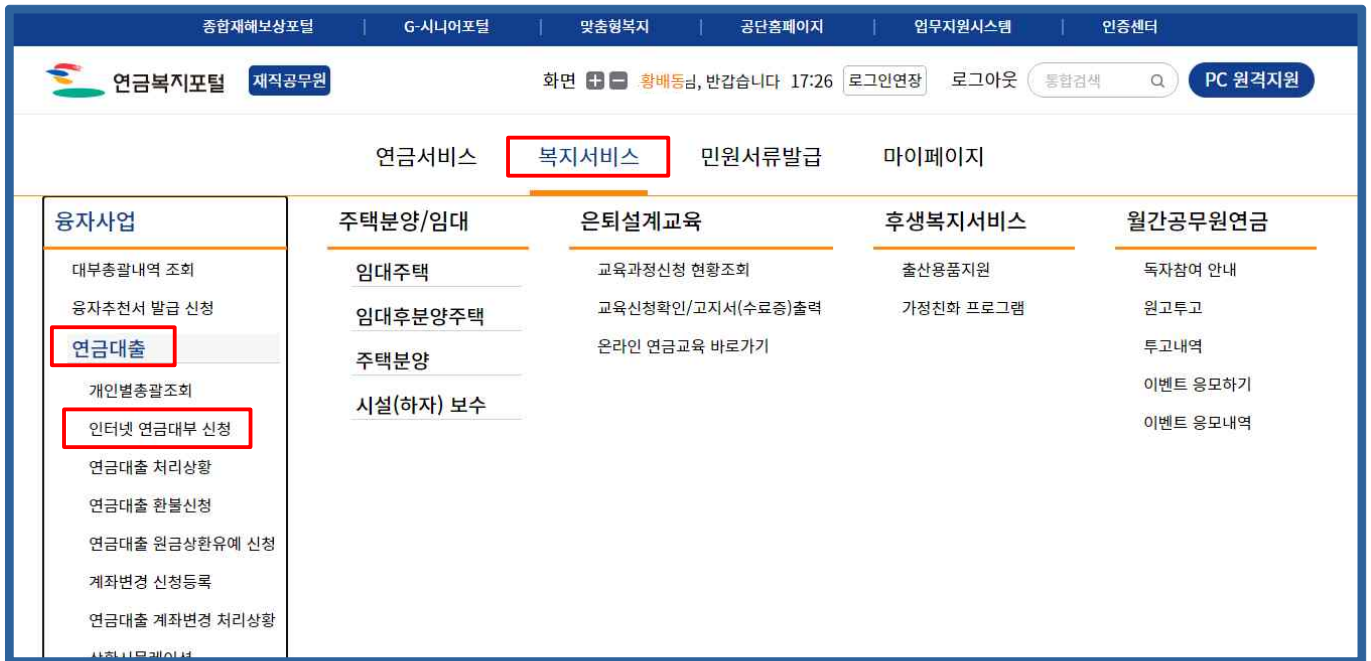 종합재해보상포털 | G-시니어포털 | 맞춤형복지 | 공단홈페이지 | 업무지원시스템 | 인증센터
연금복지포털 재직공무원 화면 황배동님, 반갑습니다 17:26 로그인연장 로그아웃 통합검색 PC 원격지원
연금서비스 복지서비스 민원서류발급 마이페이지
융자사업
대부총괄내역 조회
융자추천서 발급 신청
연금대출
개인별총괄조회
인터넷 연금대부 신청
연금대출 처리상황
연금대출 환불신청
연금대출 원금상환유예 신청
계좌변경 신청등록
연금대출 계좌변경 처리상황
주택분양/임대
임대주택
임대후분양주택
주택분양
시설(하자) 보수
은퇴설계교육
교육과정신청 현황조회
교육신청확인/고지서(수료증)출력
온라인 연금교육 바로가기
후생복지서비스
출산용품지원
가정친화 프로그램
월간공무원연금
독자참여 안내
원고투고
투고내역
이벤트 응모하기
이벤트 응모내역